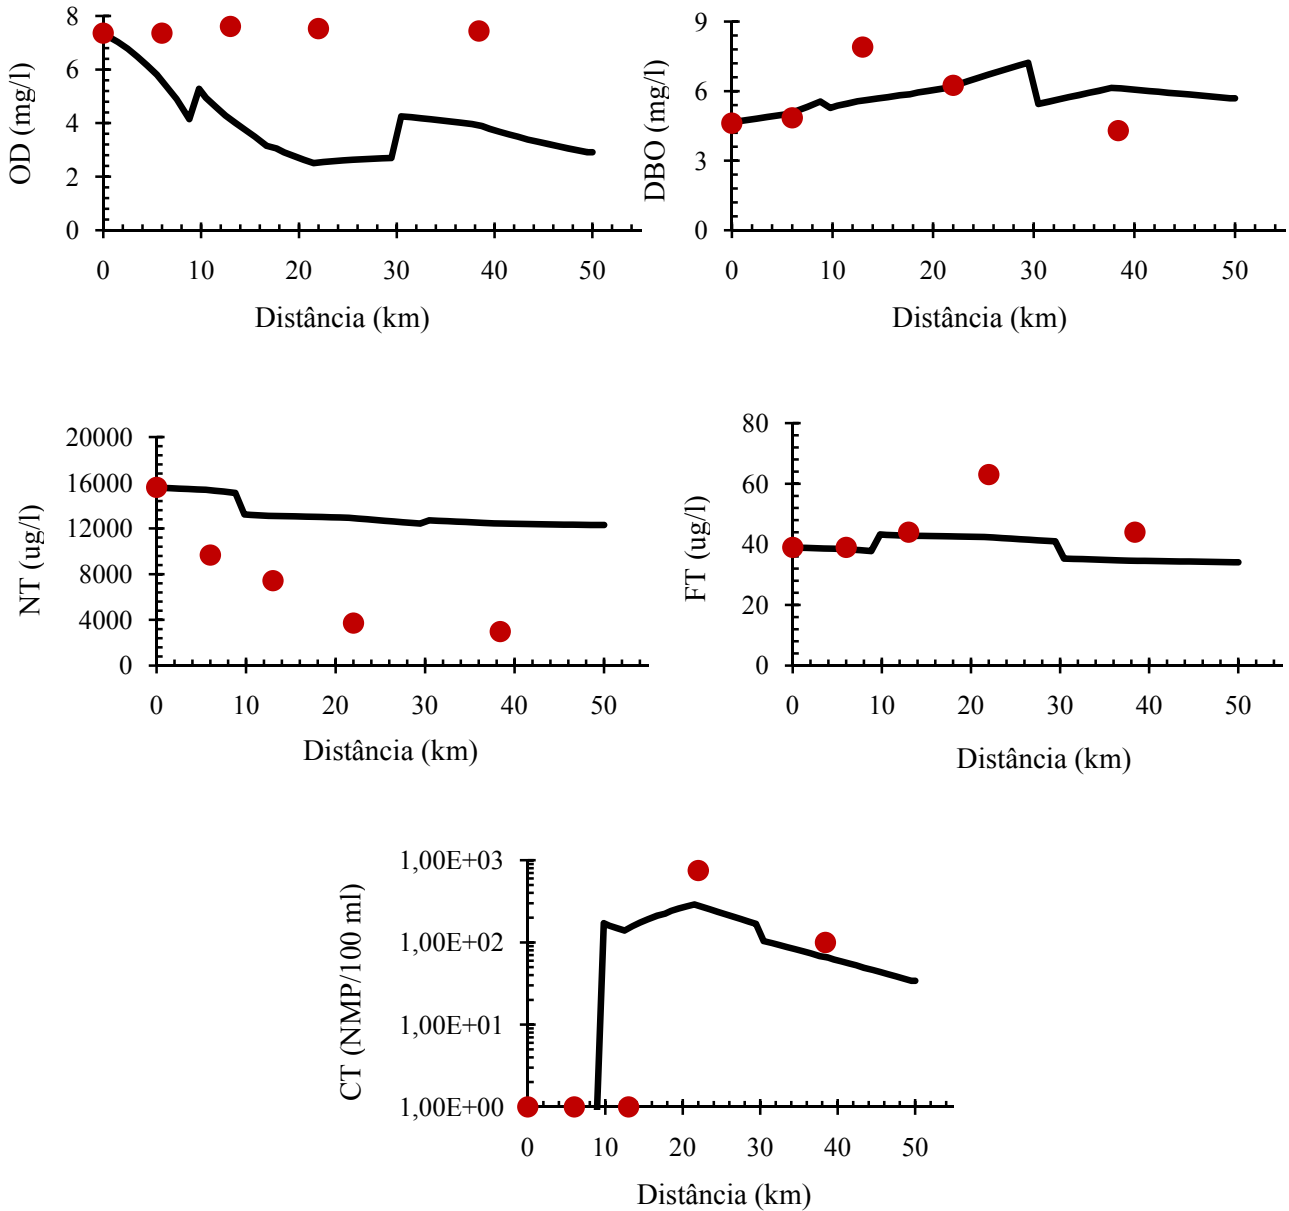 OD (mg/l)
8
6
4
2
0
0 10 20 30 40 50
Distância (km)
DBO (mg/l)
9
6
3
0
0 10 20 30 40 50
Distância (km)
NT (ug/l)
20000
16000
12000
8000
4000
0
0 10 20 30 40 50
Distância (km)
FT (ug/l)
80
60
40
20
0
0 10 20 30 40 50
Distância (km)
CT (NMP/100 ml)
1,00E+03
1,00E+02
1,00E+01
1,00E+00
0 10 20 30 40 50
Distância (km)